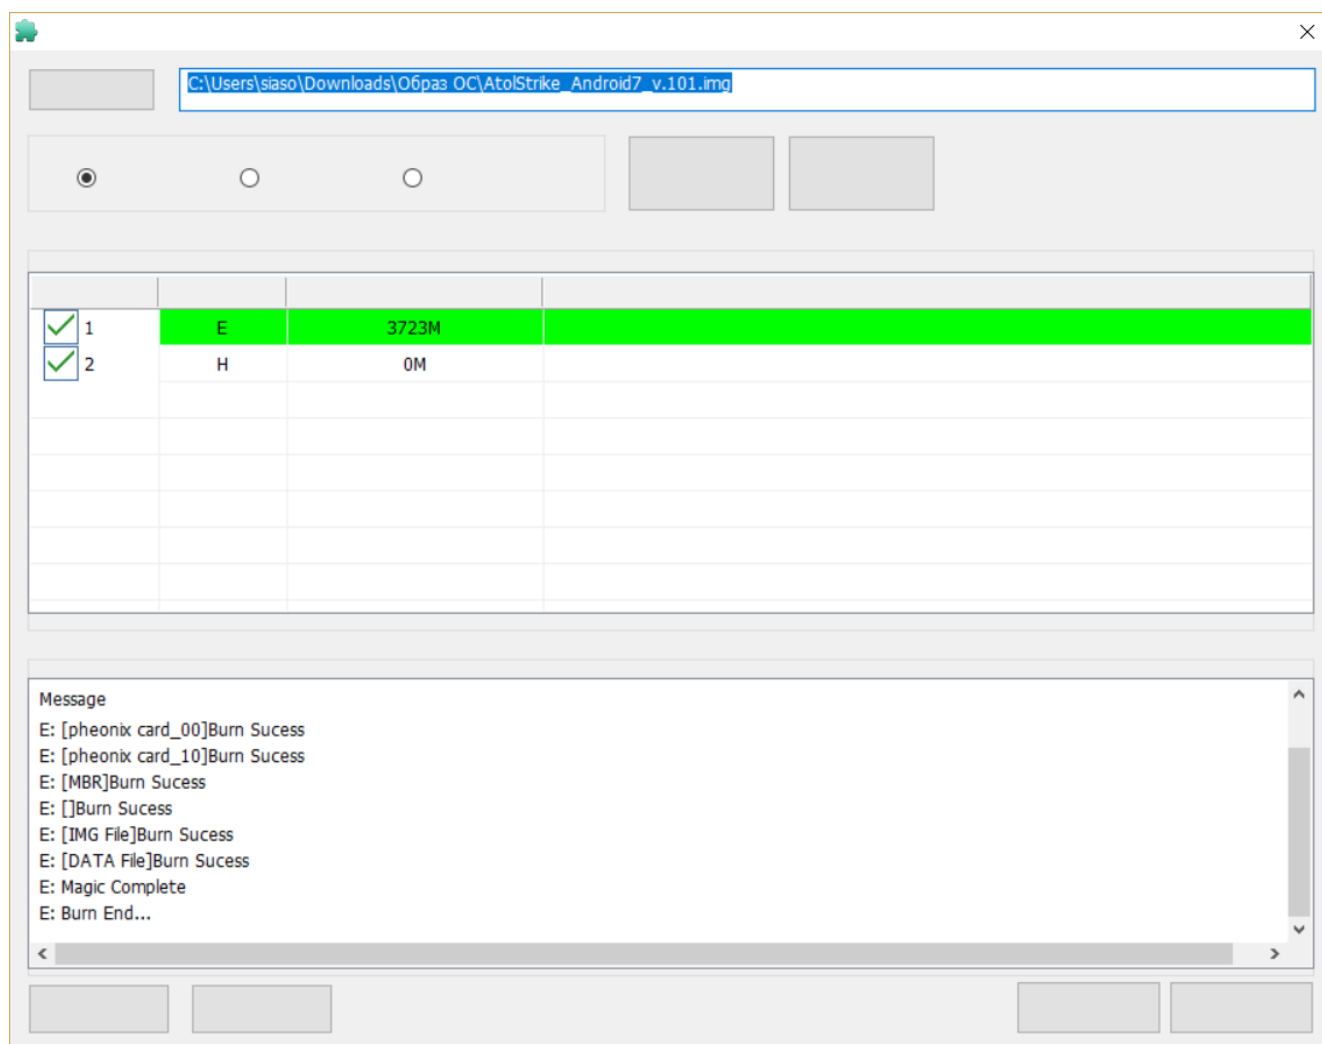 C:\Users\siaso\Downloads\Образ ОС\AtolStrike_Android7_v.101.img
1 E 3723M
2 H 0M
Message
E: [pheonix card_00]Burn Sucess
E: [pheonix card_10]Burn Sucess
E: [MBR]Burn Sucess
E: []Burn Sucess
E: [IMG File]Burn Sucess
E: [DATA File]Burn Sucess
E: Magic Complete
E: Burn End...